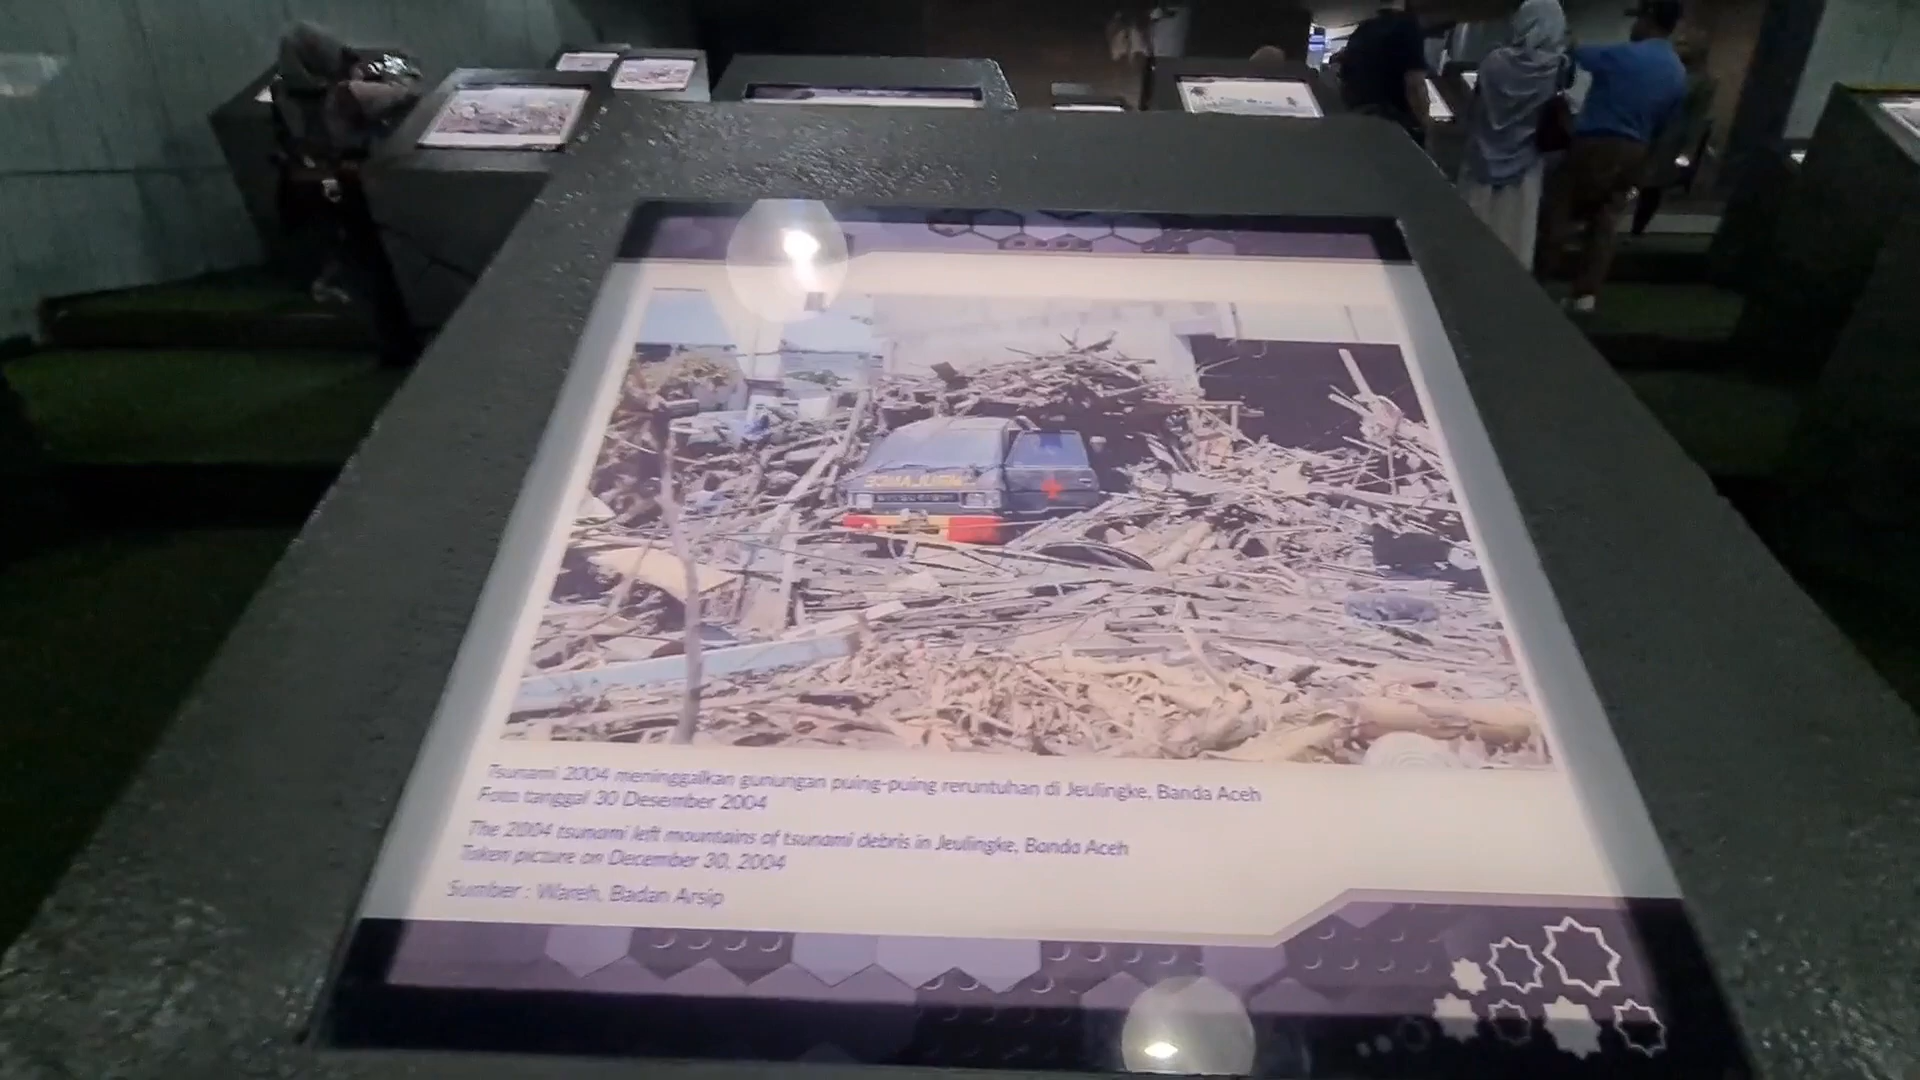 Tsunami 2004 meninggalkan gunungan puing-puing reruntuhan di Jeulingke, Banda Aceh
Foto tanggal 30 Desember 2004
The 2004 tsunami left mountains of tsunami debris in Jeulingke, Banda Aceh
Taken picture on December 30, 2004
Sumber : Wareh, Badan Arsip